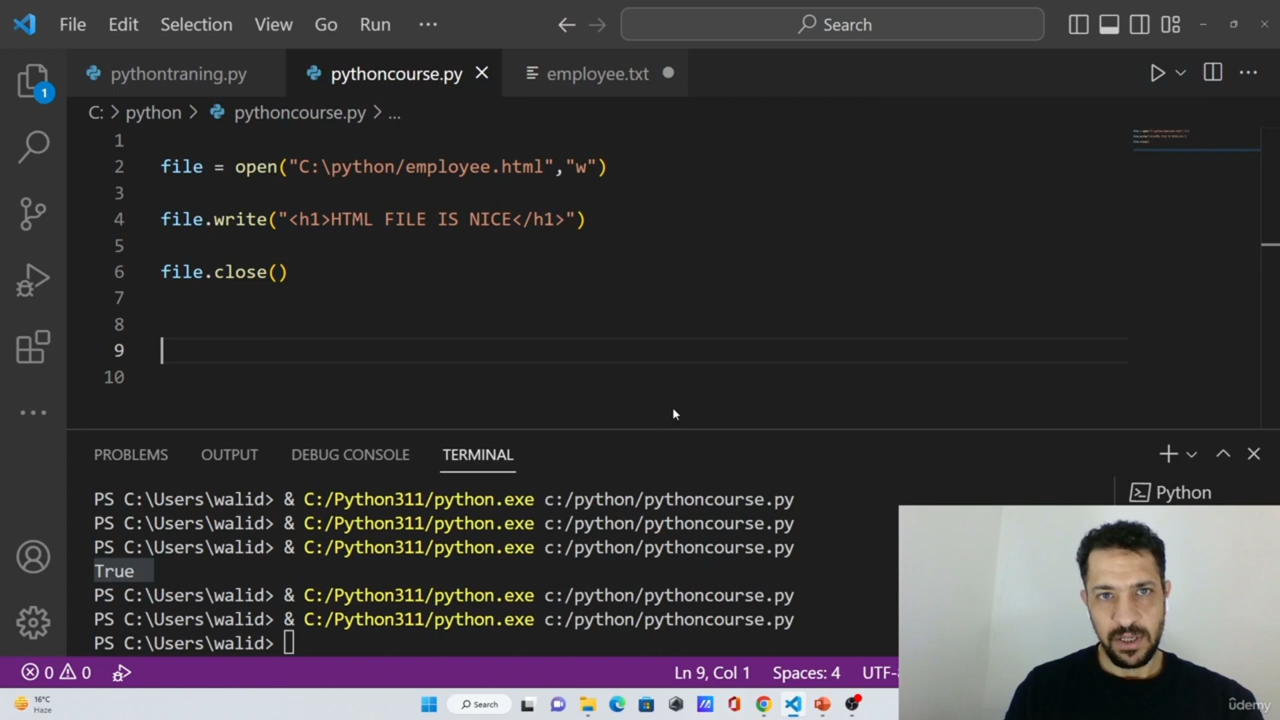 File Edit Selection View Go Run ··· Search
pythontraning.py pythoncourse.py employee.txt
1
C: > python > pythoncourse.py > ...
1
2 file = open("C:\python/employee.html","w")
3
4 file.write("<h1>HTML FILE IS NICE</h1>")
5
6 file.close()
7
8
9
10
PROBLEMS OUTPUT DEBUG CONSOLE TERMINAL
Python
PS C:\Users\walid> & C:/Python311/python.exe c:/python/pythoncourse.py
PS C:\Users\walid> & C:/Python311/python.exe c:/python/pythoncourse.py
PS C:\Users\walid> & C:/Python311/python.exe c:/python/pythoncourse.py
True
PS C:\Users\walid> & C:/Python311/python.exe c:/python/pythoncourse.py
PS C:\Users\walid> & C:/Python311/python.exe c:/python/pythoncourse.py
PS C:\Users\walid>
0 0 Ln 9, Col 1 Spaces: 4 UTF-8
16°C
Haze
Search
udemy